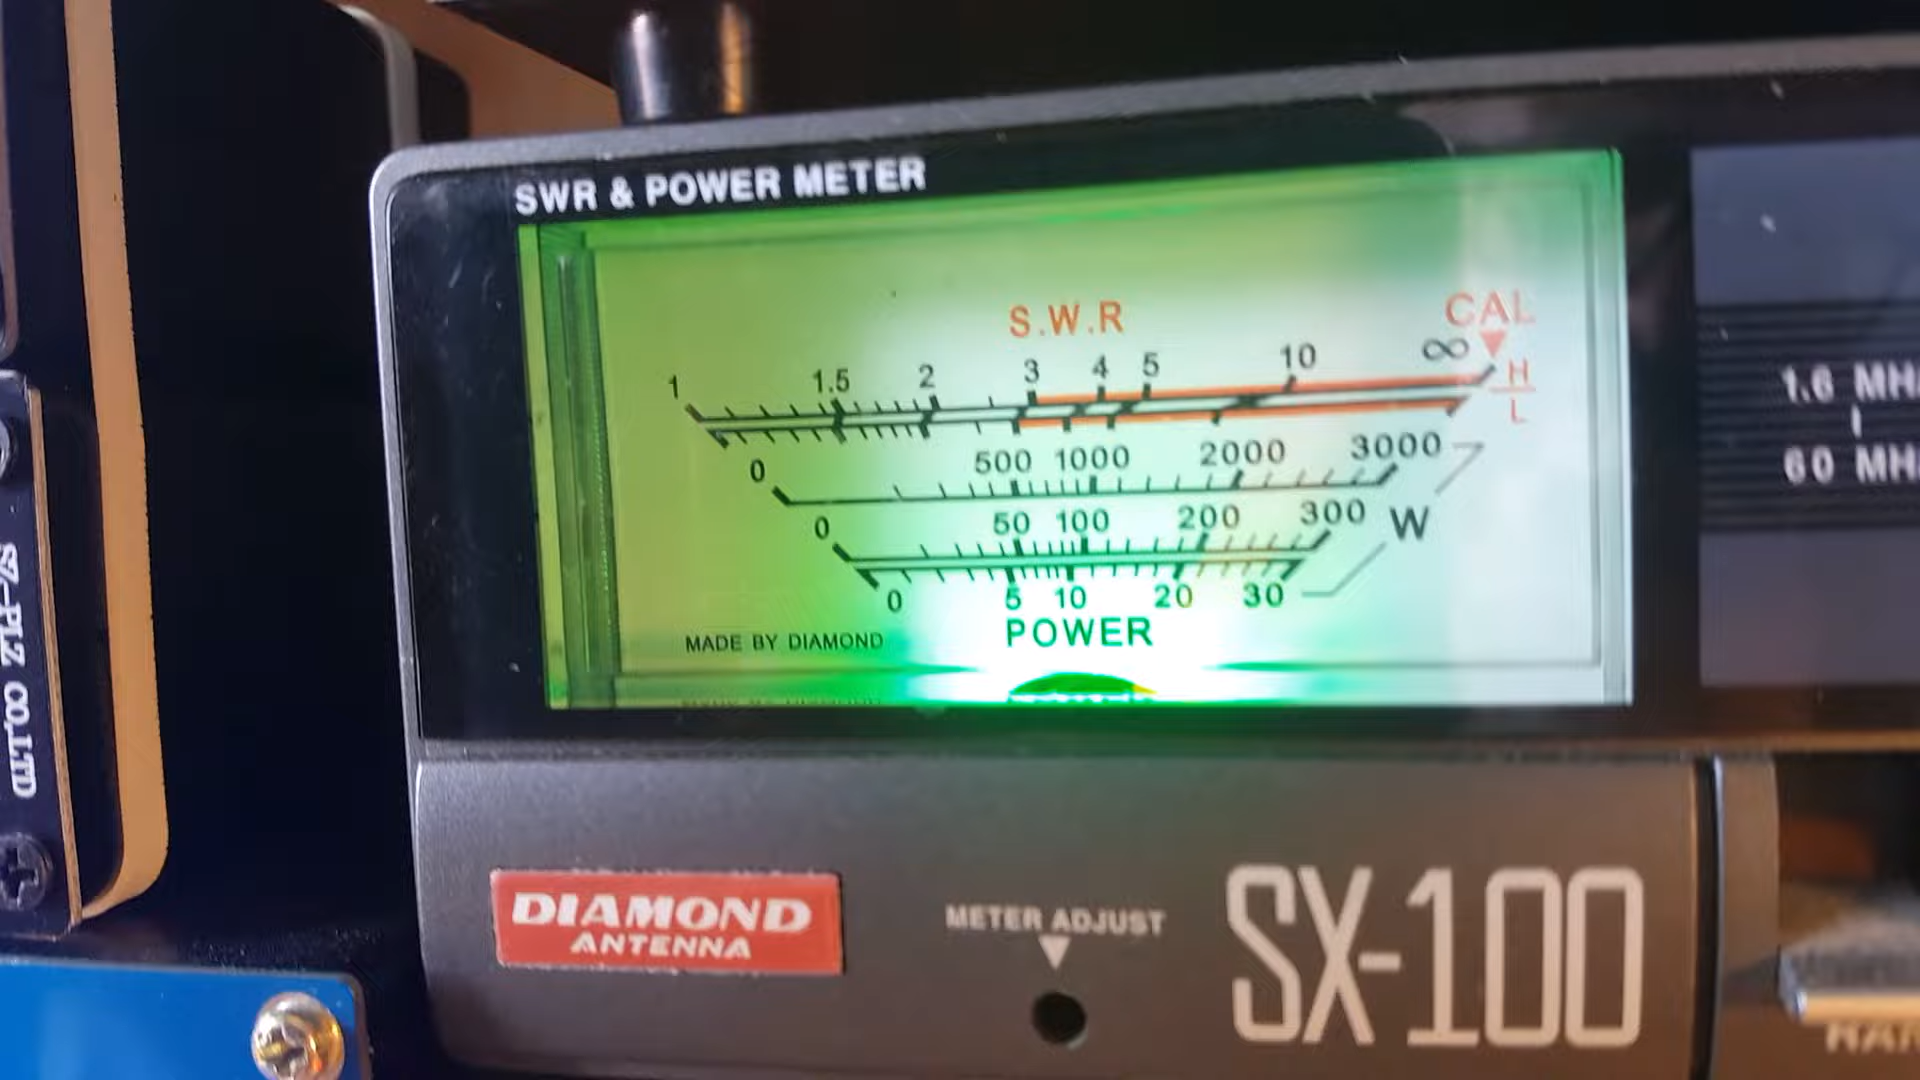 SWR & POWER METER
S.W.R
CAL
1 1.5 2 3 4 5 10 ∞
H
L
0 500 1000 2000 3000
0 50 100 200 300 W
0 5 10 20 30
POWER
MADE BY DIAMOND
1.6 MH
60 MH
DIAMOND
ANTENNA
METER ADJUST
SX-100
CO.,LTD